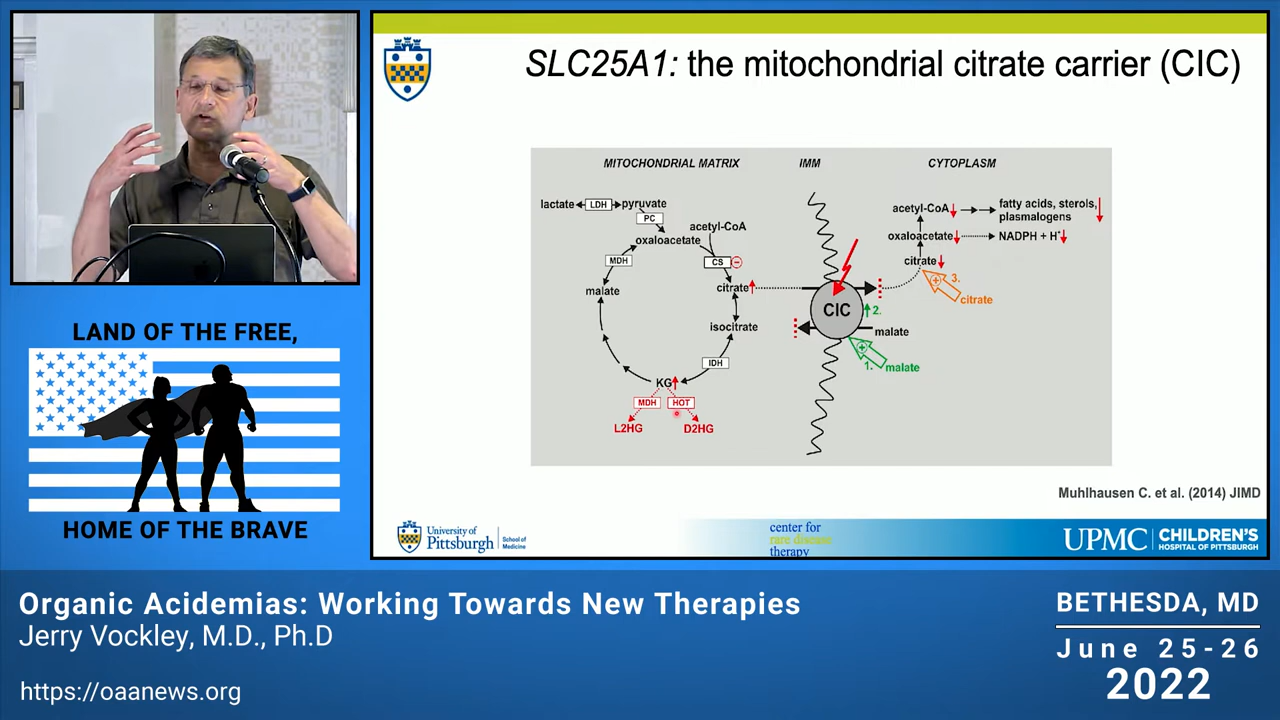 SLC25A1: the mitochondrial citrate carrier (CIC)
MITOCHONDRIAL MATRIX
IMM
CYTOPLASM
lactate
LDH
pyruvate
PC
acetyl-CoA
oxaloacetate
MDH
CS
malate
citrate
isocitrate
IDH
KG
MDH
HOT
L2HG
D2HG
CIC
acetyl-CoA
fatty acids, sterols,
plasmalogens
oxaloacetate
NADPH + H+
citrate
3.
citrate
2.
malate
1.
malate
Muhlhausen C. et al. (2014) JIMD
University of
Pittsburgh
School of
Medicine
center for
rare disease
therapy
UPMC
CHILDREN'S
HOSPITAL OF PITTSBURGH
LAND OF THE FREE,
HOME OF THE BRAVE
Organic Acidemias: Working Towards New Therapies
Jerry Vockley, M.D., Ph.D
https://oaanews.org
BETHESDA, MD
June 25-26
2022